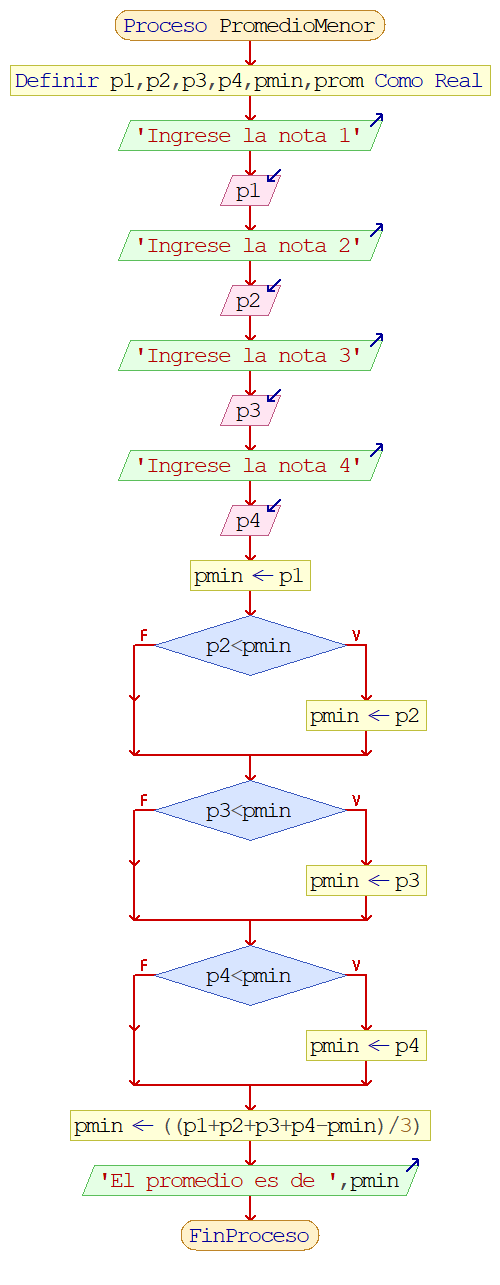 Proceso PromedioMenor
Definir p1,p2,p3,p4,pmin,prom Como Real
'Ingrese la nota 1'
p1
'Ingrese la nota 2'
p2
'Ingrese la nota 3'
p3
'Ingrese la nota 4'
p4
pmin ← p1
F V
p2<pmin
pmin ← p2
F V
p3<pmin
pmin ← p3
F V
p4<pmin
pmin ← p4
pmin ← ((p1+p2+p3+p4-pmin)/3)
'El promedio es de ',pmin
FinProceso